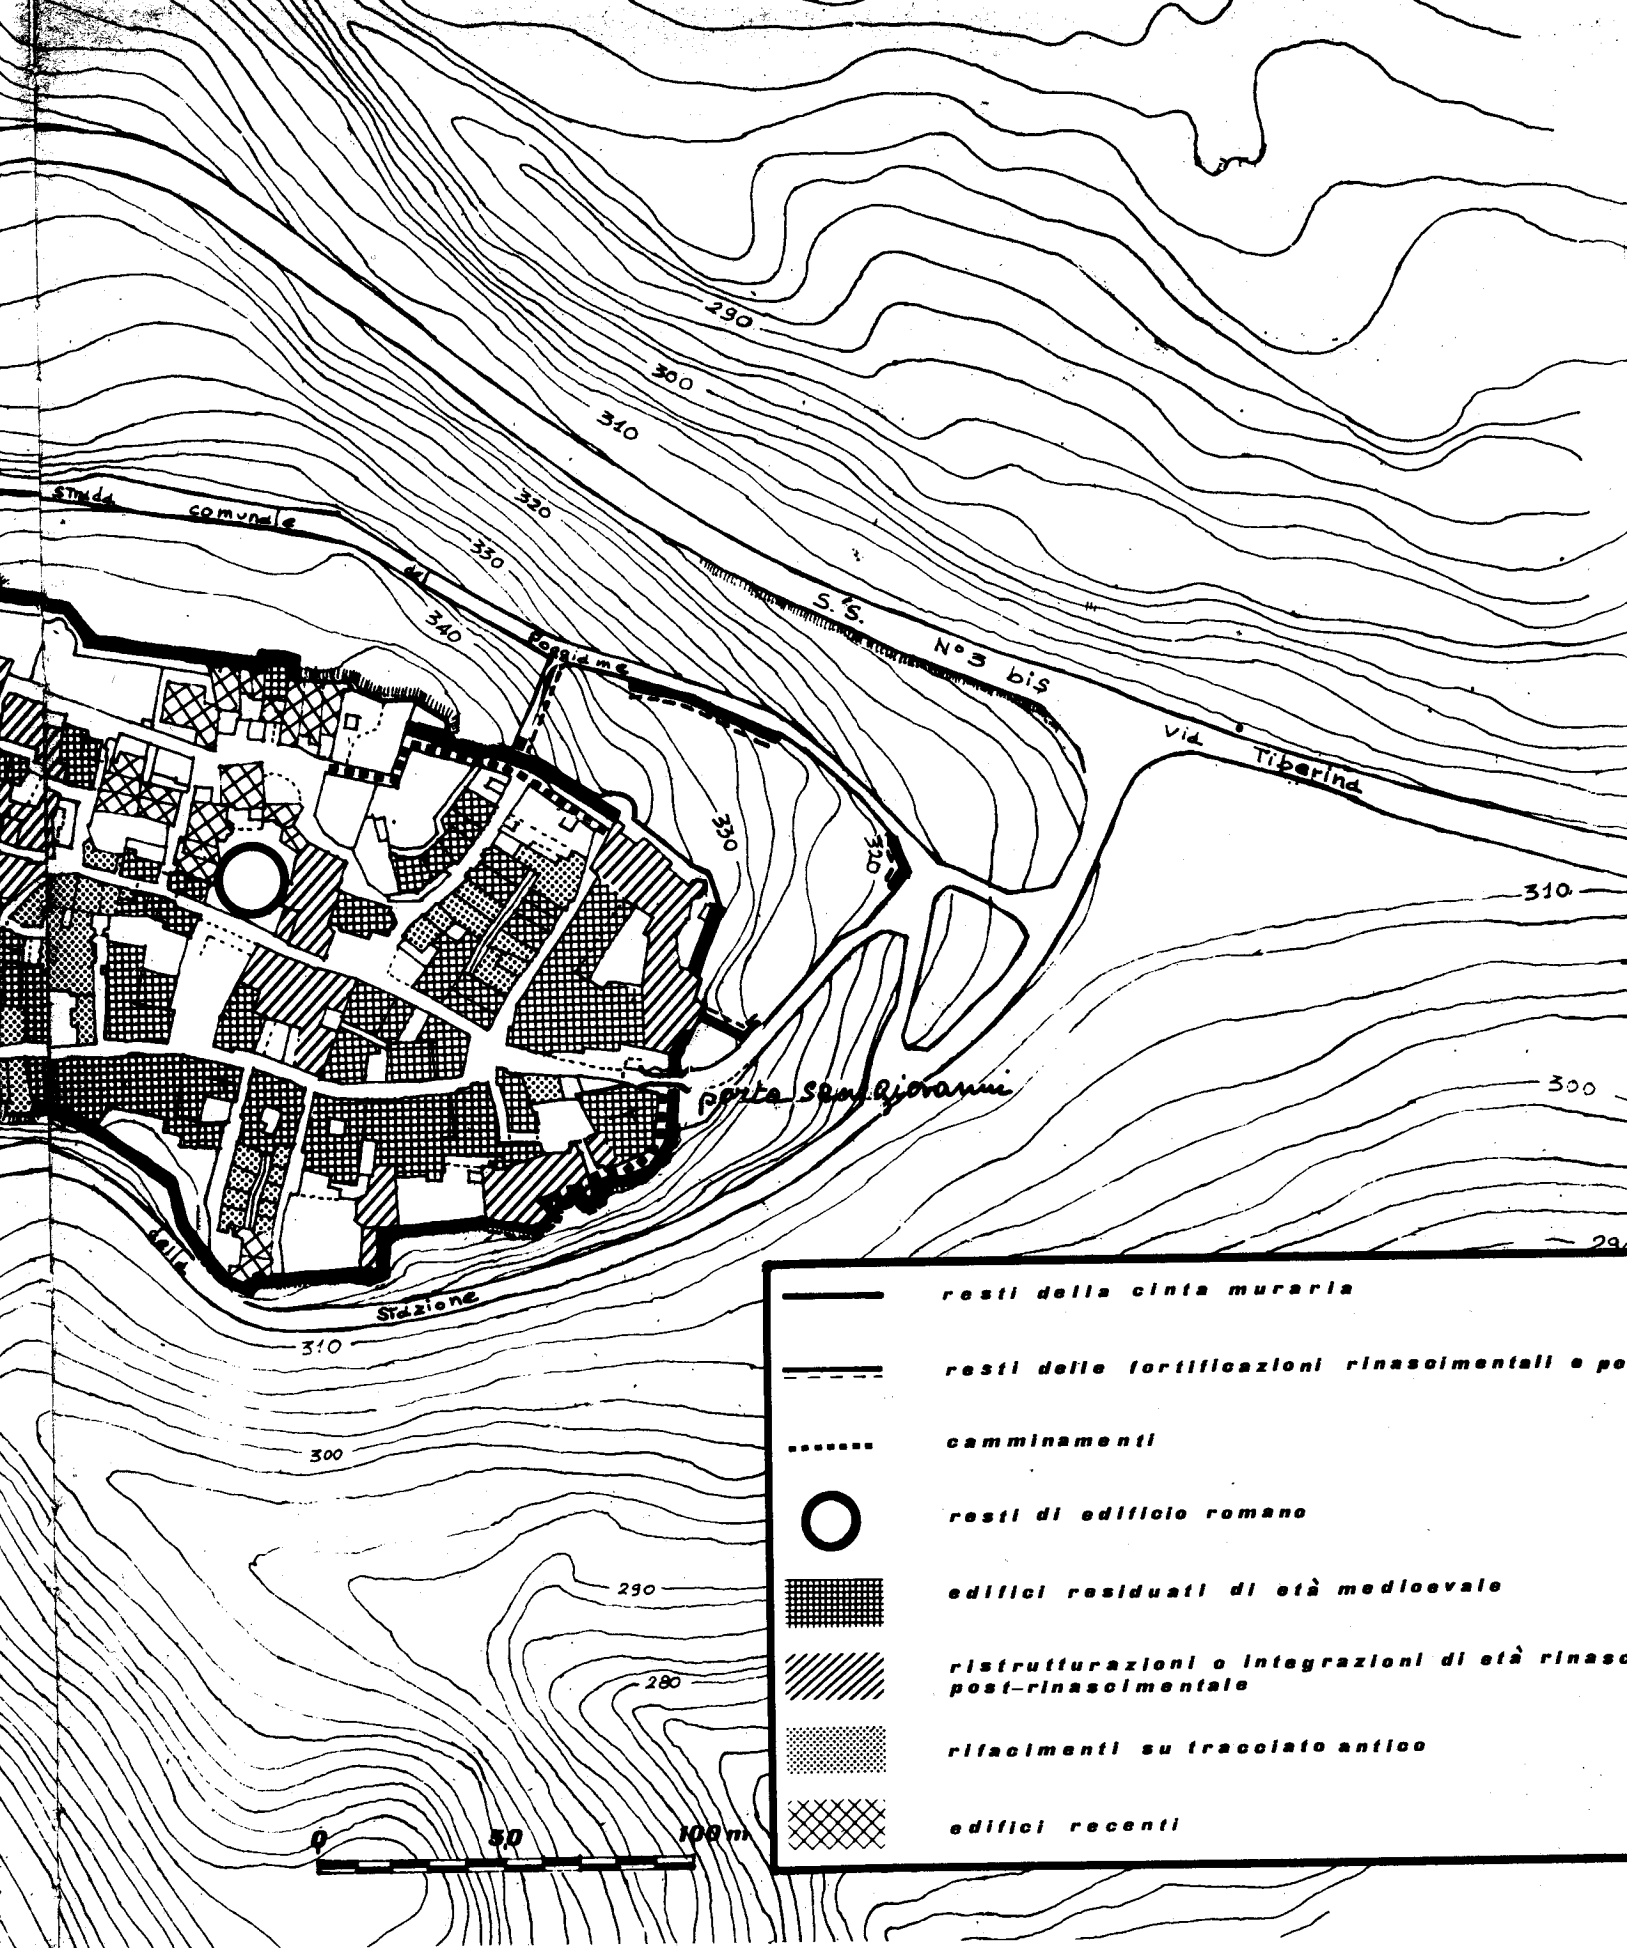 290
300
310
320
330
strada comunale del Poggiame
340
S.S. N° 3 bis
via Tiberina
330
320
310
porta san giovanni
300
della Stazione
310
300
290
280
0 50 100 m
resti della cinta muraria
resti delle fortificazioni rinascimentali e po
camminamenti
resti di edificio romano
edifici residuati di età medioevale
ristrutturazioni o integrazioni di età rinasc
post-rinascimentale
rifacimenti su tracciato antico
edifici recenti